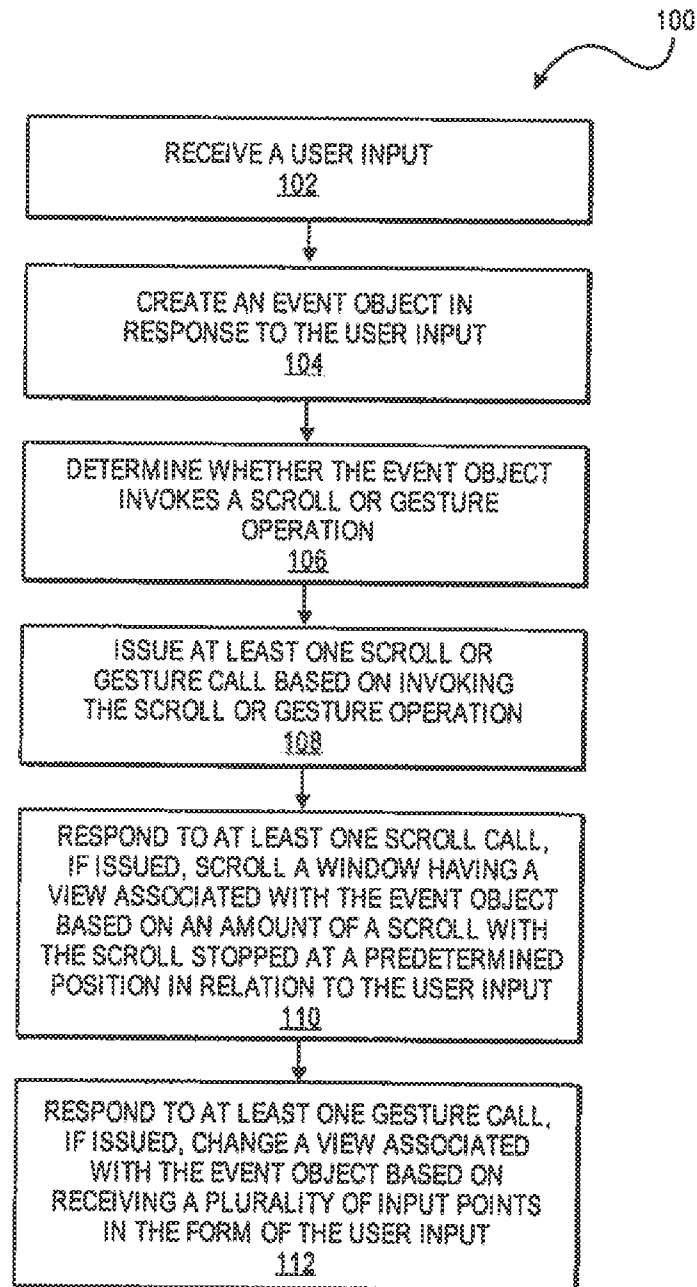 100
RECEIVE A USER INPUT
102
CREATE AN EVENT OBJECT IN
RESPONSE TO THE USER INPUT
104
DETERMINE WHETHER THE EVENT OBJECT
INVOKES A SCROLL OR GESTURE
OPERATION
106
ISSUE AT LEAST ONE SCROLL OR
GESTURE CALL BASED ON INVOKING
THE SCROLL OR GESTURE OPERATION
108
RESPOND TO AT LEAST ONE SCROLL CALL,
IF ISSUED, SCROLL A WINDOW HAVING A
VIEW ASSOCIATED WITH THE EVENT OBJECT
BASED ON AN AMOUNT OF A SCROLL WITH
THE SCROLL STOPPED AT A PREDETERMINED
POSITION IN RELATION TO THE USER INPUT
110
RESPOND TO AT LEAST ONE GESTURE CALL,
IF ISSUED, CHANGE A VIEW ASSOCIATED
WITH THE EVENT OBJECT BASED ON
RECEIVING A PLURALITY OF INPUT POINTS
IN THE FORM OF THE USER INPUT
112